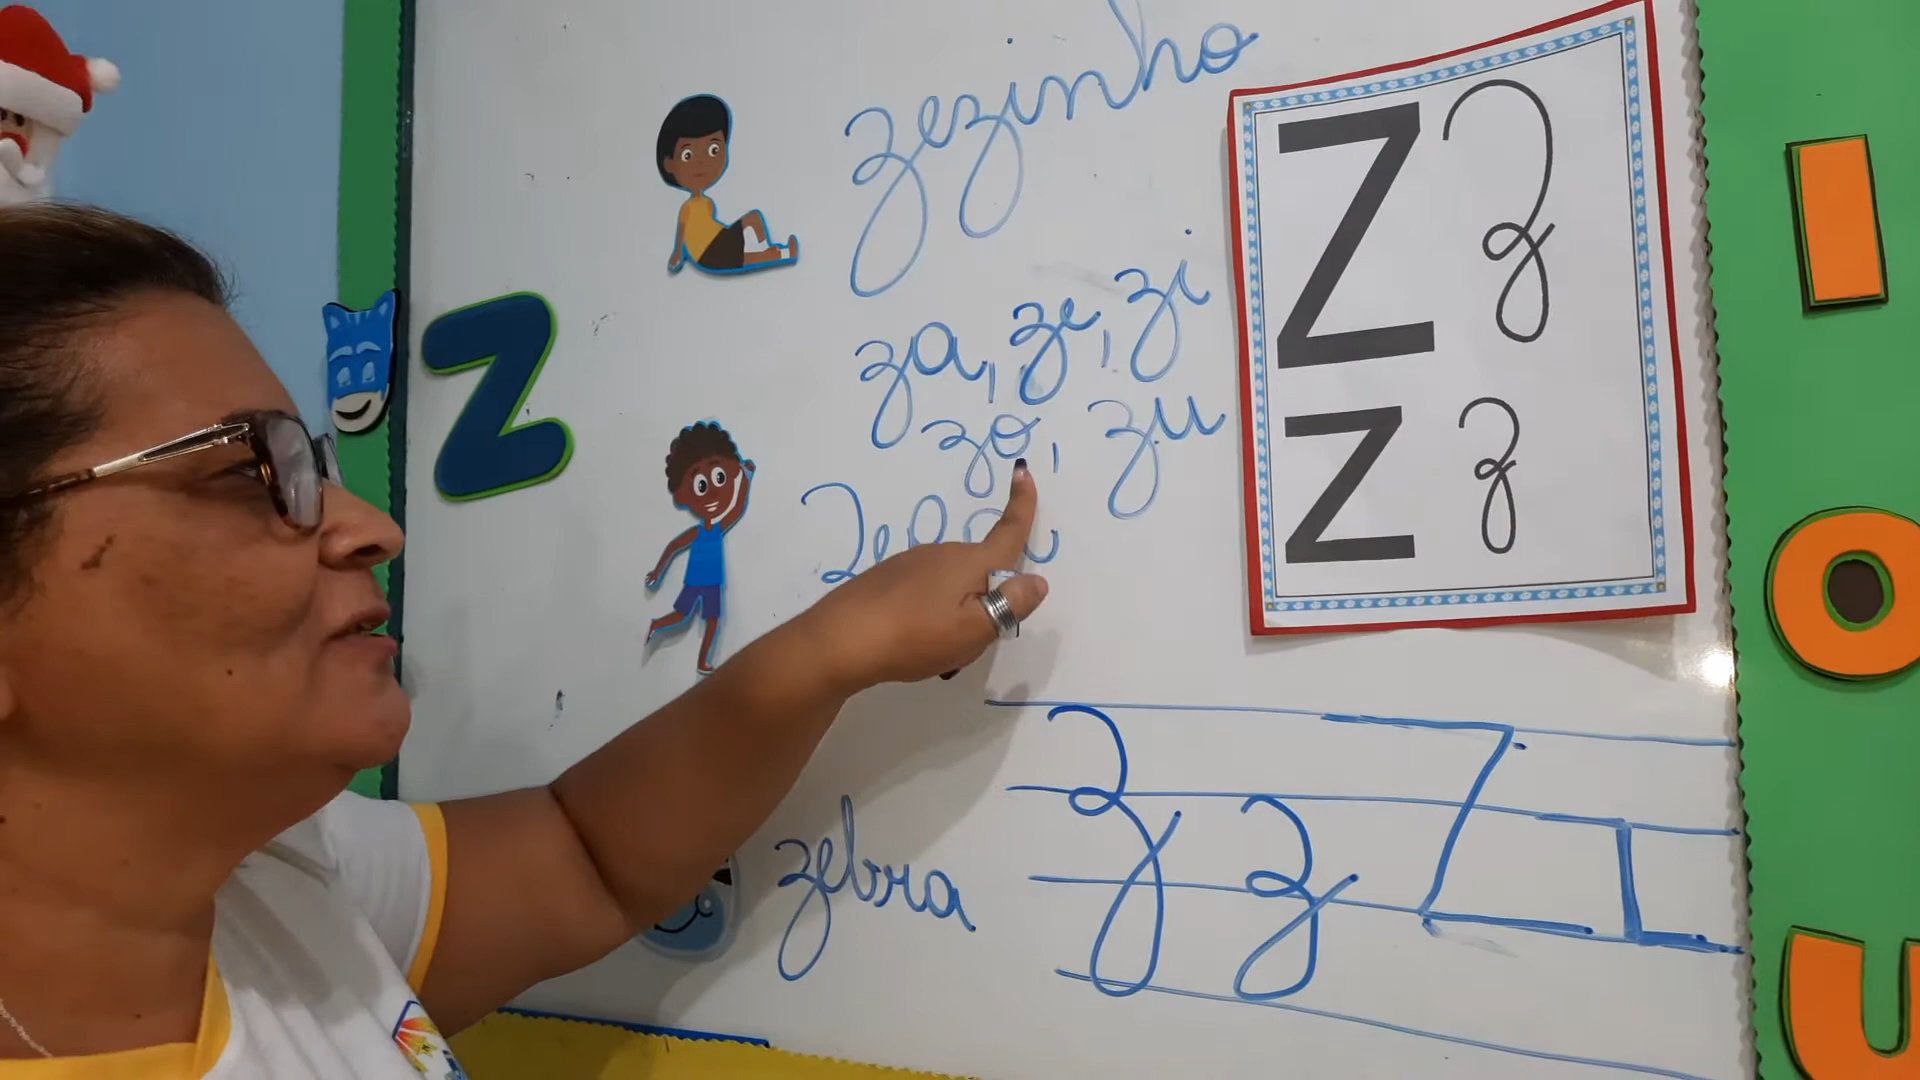 zezinho
za, ze, zi
zo, zu
zebra
Z
Z Z
z z
Z z Z z
I
O
U